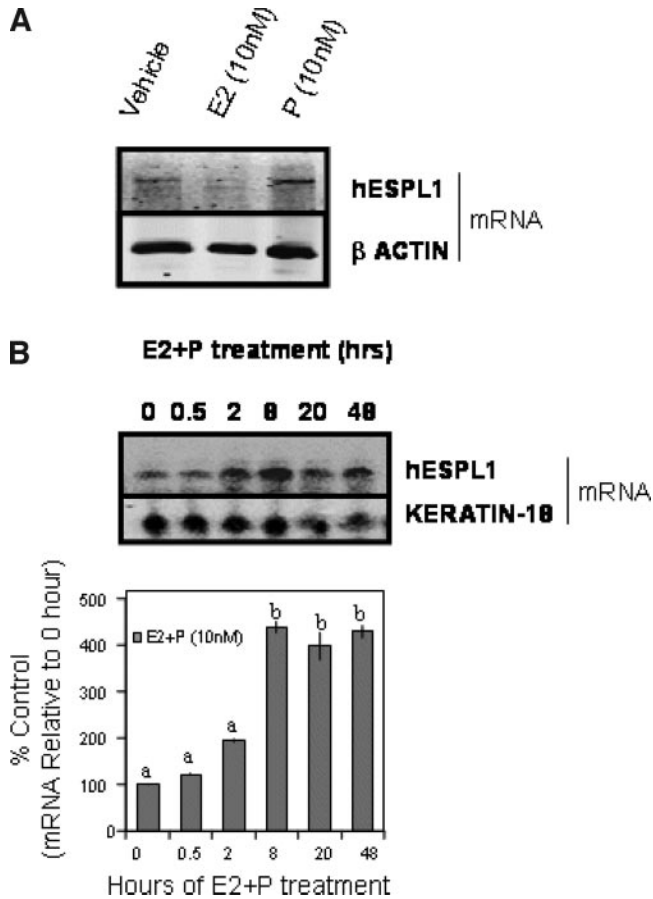 A
Vehicle
E2 (10nM)
P (10nM)
hESPL1
β ACTIN
mRNA
B
E2+P treatment (hrs)
0 0.5 2 8 20 48
hESPL1
KERATIN-18
mRNA
% Control
(mRNA Relative to 0 hour)
500
400
300
200
100
0
E2+P (10nM)
a
a
a
b
b
b
0 0.5 2 8 20 48
Hours of E2+P treatment